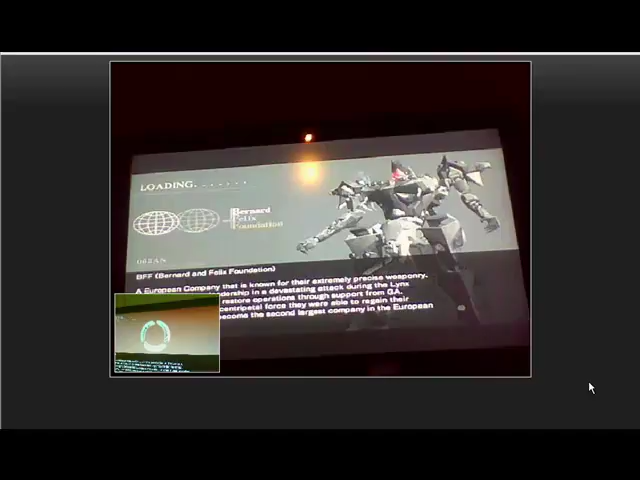 LOADING.......
Bernard
Felix
Foundation
063AN
BFF (Bernard and Felix Foundation)
A European Company that is known for their extremely precise weaponry.
leadership in a devastating attack during the Lynx
restore operations through support from GA.
centripetal force they were able to regain their
become the second largest company in the European